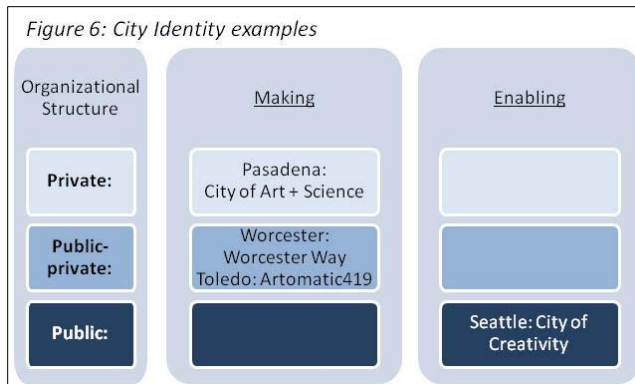 Figure 6: City Identity examples
Organizational
Structure
Making
Enabling
Private:
Pasadena:
City of Art + Science
Public-
private:
Worcester:
Worcester Way
Toledo: Artomatic419
Public:
Seattle: City of
Creativity